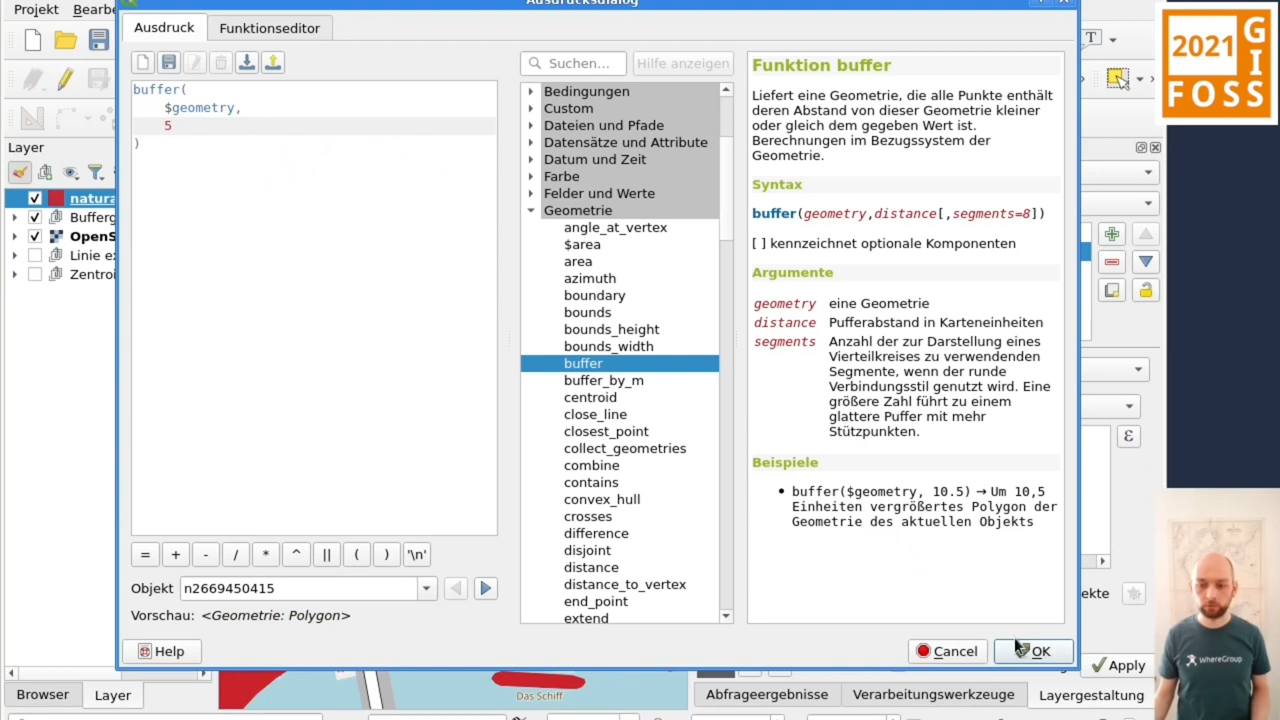 Projekt
Bearbe
Ausdrucksdialog
Ausdruck
Funktionseditor
buffer(
$geometry,
5
)
=
+
-
/
*
^
||
(
)
'\n'
Objekt
n2669450415
Vorschau: <Geometrie: Polygon>
Help
Suchen...
Hilfe anzeigen
Bedingungen
Custom
Dateien und Pfade
Datensätze und Attribute
Datum und Zeit
Farbe
Felder und Werte
Geometrie
angle_at_vertex
$area
area
azimuth
boundary
bounds
bounds_height
bounds_width
buffer
buffer_by_m
centroid
close_line
closest_point
collect_geometries
combine
contains
convex_hull
crosses
difference
disjoint
distance
distance_to_vertex
end_point
extend
Funktion buffer
Liefert eine Geometrie, die alle Punkte enthält
deren Abstand von dieser Geometrie kleiner
oder gleich dem gegeben Wert ist.
Berechnungen im Bezugssystem der
Geometrie.
Syntax
buffer(geometry,distance[,segments=8])
[ ] kennzeichnet optionale Komponenten
Argumente
geometry eine Geometrie
distance Pufferabstand in Karteneinheiten
segments Anzahl der zur Darstellung eines
Vierteilkreises zu verwendenden
Segmente, wenn der runde
Verbindungsstil genutzt wird. Eine
größere Zahl führt zu einem
glattere Puffer mit mehr
Stützpunkten.
Beispiele
• buffer($geometry, 10.5) → Um 10,5
Einheiten vergrößertes Polygon der
Geometrie des aktuellen Objekts
Cancel
OK
Layer
natura
Bufferg
OpenS
Linie ex
Zentroi
Browser
Layer
Das Schiff
ekte
ε
T
Apply
Abfrageergebnisse
Verarbeitungswerkzeuge
Layergestaltung
2021
GIS
FOSS
WhereGroup